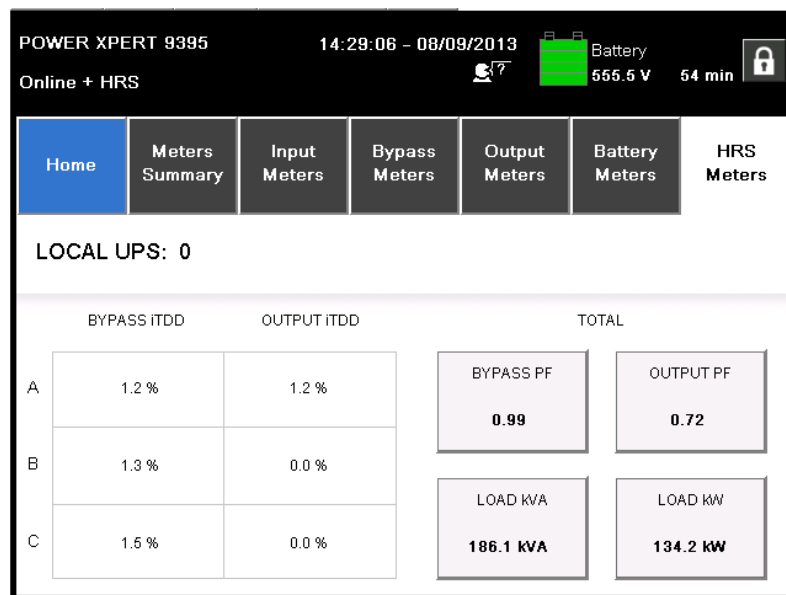 POWER XPERT 9395 14:29:06 – 08/09/2013 Battery
Online + HRS ? 555.5 V 54 min
Home Meters Summary Input Meters Bypass Meters Output Meters Battery Meters HRS Meters
LOCAL UPS: 0
BYPASS iTDD OUTPUT iTDD TOTAL
BYPASS PF OUTPUT PF
A 1.2 % 1.2 % 0.99 0.72
B 1.3 % 0.0 %
LOAD kVA LOAD kW
C 1.5 % 0.0 % 186.1 kVA 134.2 kW